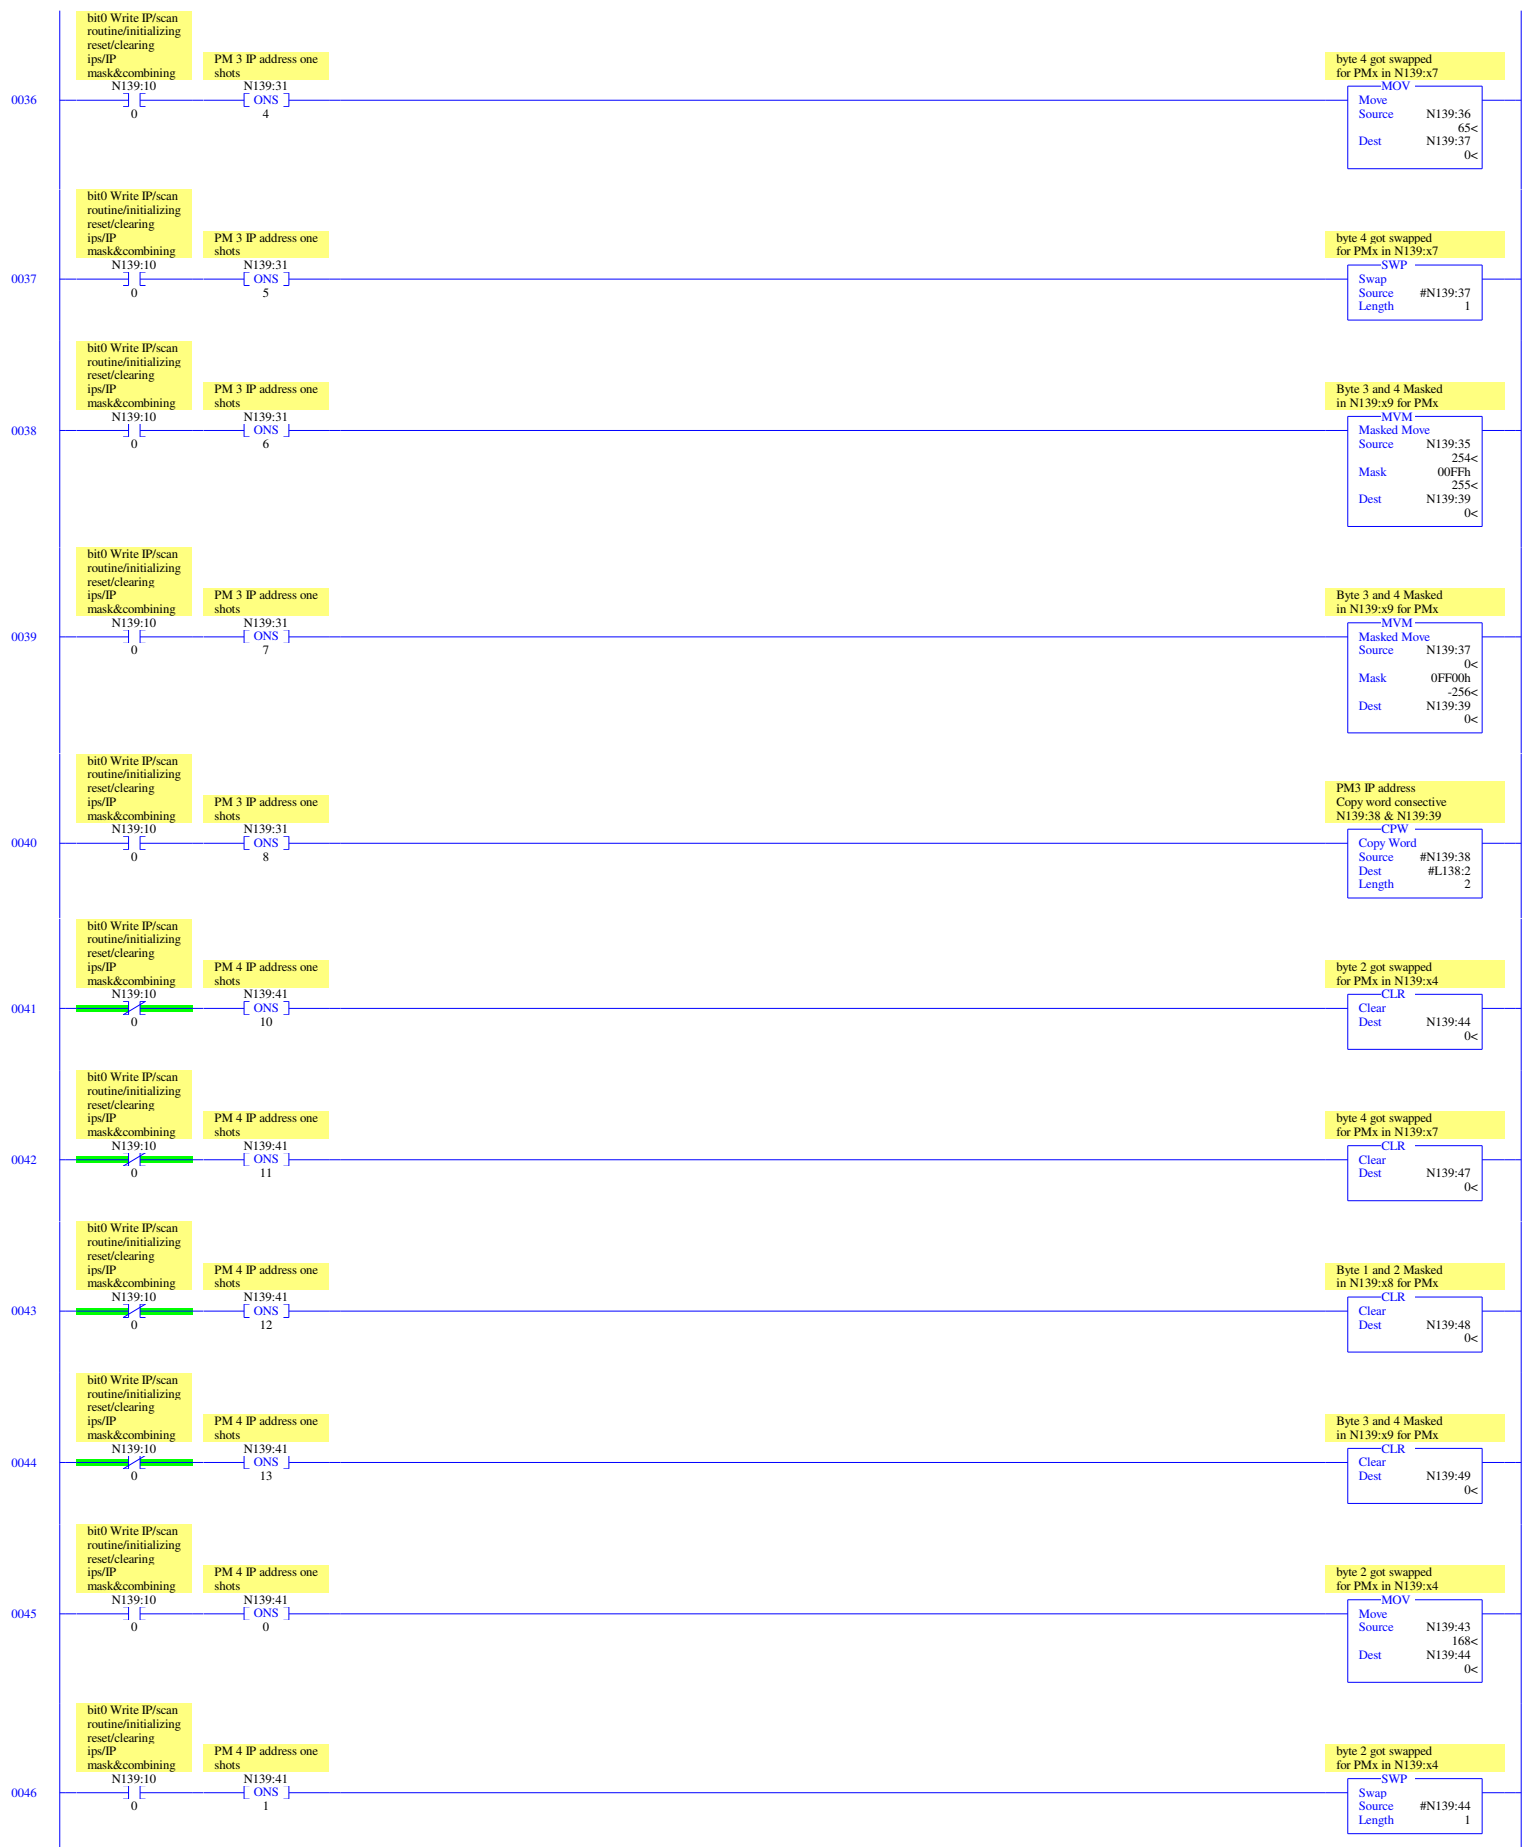 bit0 Write IP/scan
routine/initializing
reset/clearing
ips/IP
mask&combining
PM 3 IP address one
shots
byte 4 got swapped
for PMx in N139:x7
N139:10
N139:31
MOV
0036
ONS
Move
0
4
Source N139:36
65<
Dest N139:37
0<
bit0 Write IP/scan
routine/initializing
reset/clearing
ips/IP
mask&combining
PM 3 IP address one
shots
byte 4 got swapped
for PMx in N139:x7
N139:10
N139:31
SWP
0037
ONS
Swap
0
5
Source #N139:37
Length 1
bit0 Write IP/scan
routine/initializing
reset/clearing
ips/IP
mask&combining
PM 3 IP address one
shots
Byte 3 and 4 Masked
in N139:x9 for PMx
N139:10
N139:31
MVM
0038
ONS
Masked Move
0
6
Source N139:35
254<
Mask 00FFh
255<
Dest N139:39
0<
bit0 Write IP/scan
routine/initializing
reset/clearing
ips/IP
mask&combining
PM 3 IP address one
shots
Byte 3 and 4 Masked
in N139:x9 for PMx
N139:10
N139:31
MVM
0039
ONS
Masked Move
0
7
Source N139:37
0<
Mask 0FF00h
-256<
Dest N139:39
0<
bit0 Write IP/scan
routine/initializing
reset/clearing
ips/IP
mask&combining
PM 3 IP address one
shots
PM3 IP address
Copy word consective
N139:38 & N139:39
N139:10
N139:31
CPW
0040
ONS
Copy Word
0
8
Source #N139:38
Dest #L138:2
Length 2
bit0 Write IP/scan
routine/initializing
reset/clearing
ips/IP
mask&combining
PM 4 IP address one
shots
byte 2 got swapped
for PMx in N139:x4
N139:10
N139:41
CLR
0041
ONS
Clear
0
10
Dest N139:44
0<
bit0 Write IP/scan
routine/initializing
reset/clearing
ips/IP
mask&combining
PM 4 IP address one
shots
byte 4 got swapped
for PMx in N139:x7
N139:10
N139:41
CLR
0042
ONS
Clear
0
11
Dest N139:47
0<
bit0 Write IP/scan
routine/initializing
reset/clearing
ips/IP
mask&combining
PM 4 IP address one
shots
Byte 1 and 2 Masked
in N139:x8 for PMx
N139:10
N139:41
CLR
0043
ONS
Clear
0
12
Dest N139:48
0<
bit0 Write IP/scan
routine/initializing
reset/clearing
ips/IP
mask&combining
PM 4 IP address one
shots
Byte 3 and 4 Masked
in N139:x9 for PMx
N139:10
N139:41
CLR
0044
ONS
Clear
0
13
Dest N139:49
0<
bit0 Write IP/scan
routine/initializing
reset/clearing
ips/IP
mask&combining
PM 4 IP address one
shots
byte 2 got swapped
for PMx in N139:x4
N139:10
N139:41
MOV
0045
ONS
Move
0
0
Source N139:43
168<
Dest N139:44
0<
bit0 Write IP/scan
routine/initializing
reset/clearing
ips/IP
mask&combining
PM 4 IP address one
shots
byte 2 got swapped
for PMx in N139:x4
N139:10
N139:41
SWP
0046
ONS
Swap
0
1
Source #N139:44
Length 1